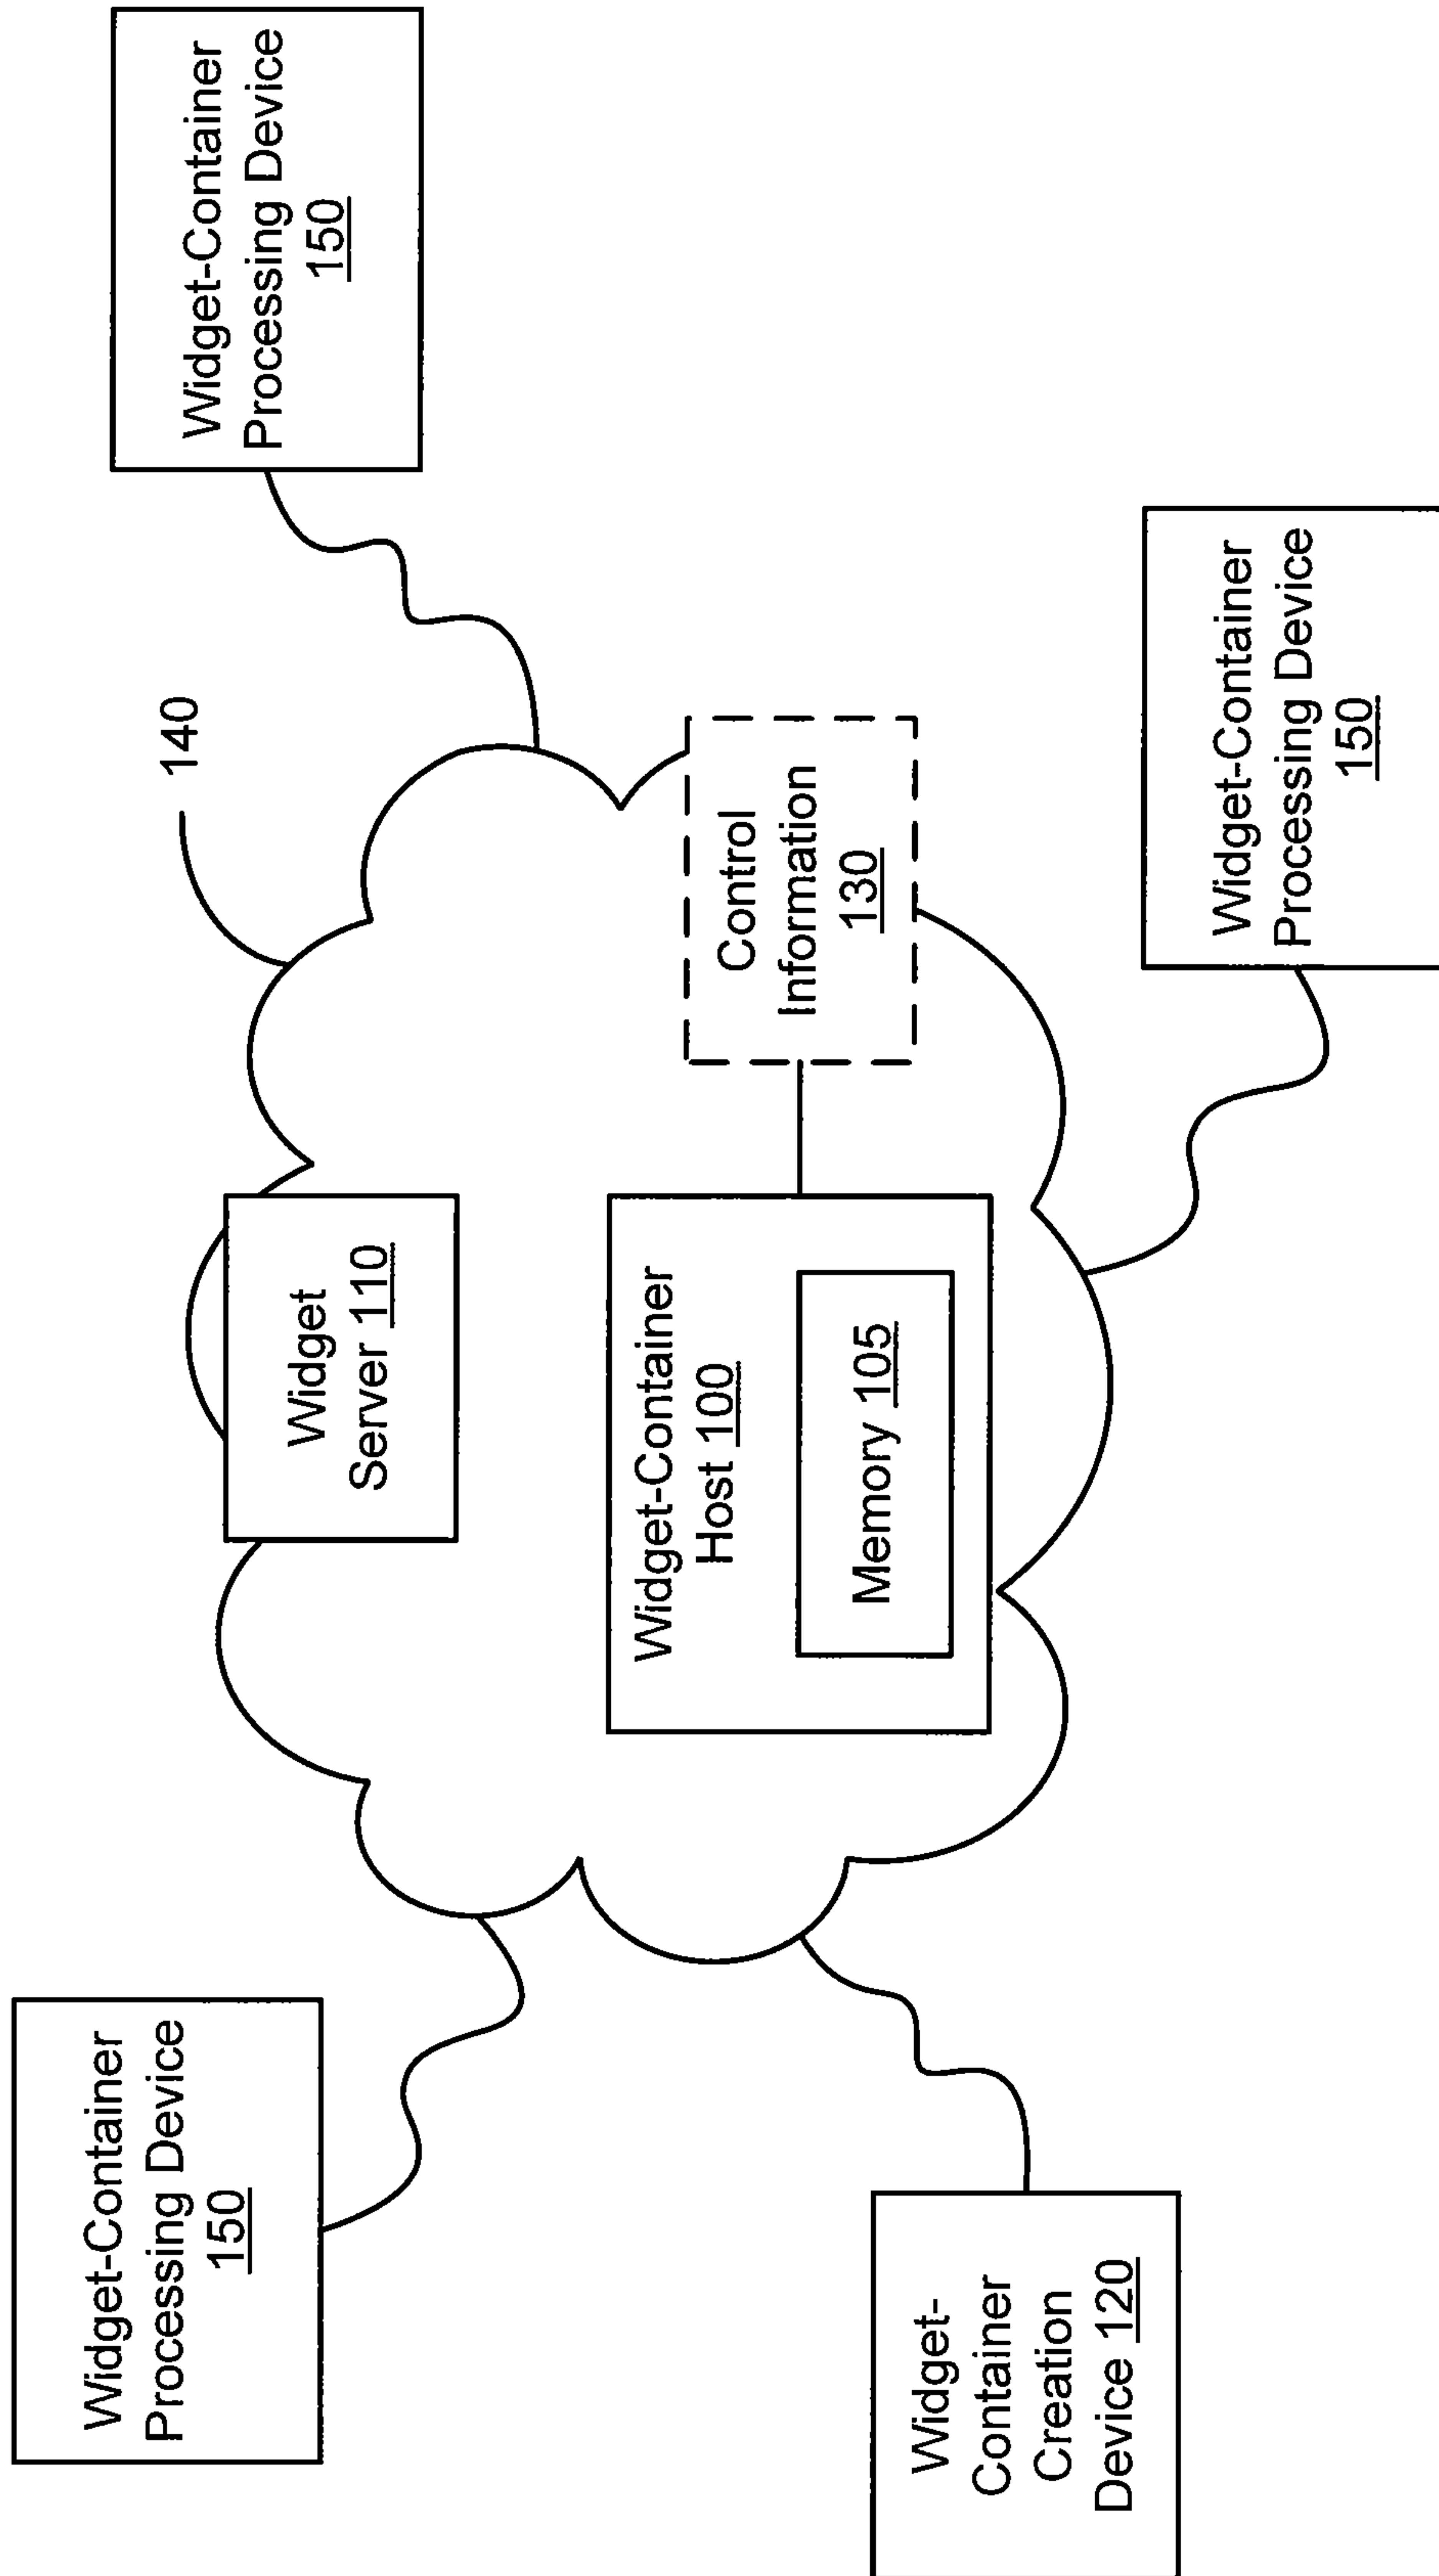 Widget-Container
Processing Device
150
140
Widget-Container
Processing Device
150
Widget
Server 110
Widget-Container
Host 100
Memory 105
Control
Information
130
Widget-
Container
Creation
Device 120
Widget-Container
Processing Device
150